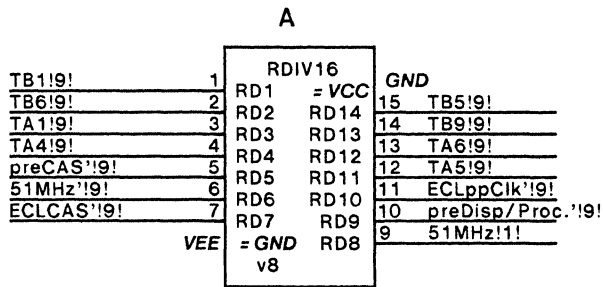 A
RDIV16
TB1!9! 1 RD1 = VCC GND
TB6!9! 2 RD2 RD14 15 TB5!9!
TA1!9! 3 RD3 RD13 14 TB9!9!
TA4!9! 4 RD4 RD12 13 TA6!9!
preCAS'!9! 5 RD5 RD11 12 TA5!9!
51MHz'!9! 6 RD6 RD10 11 ECLppClk'!9!
ECLCAS'!9! 7 RD7 RD9 10 preDisp/Proc.'!9!
VEE = GND RD8 9 51MHz!1!
v8